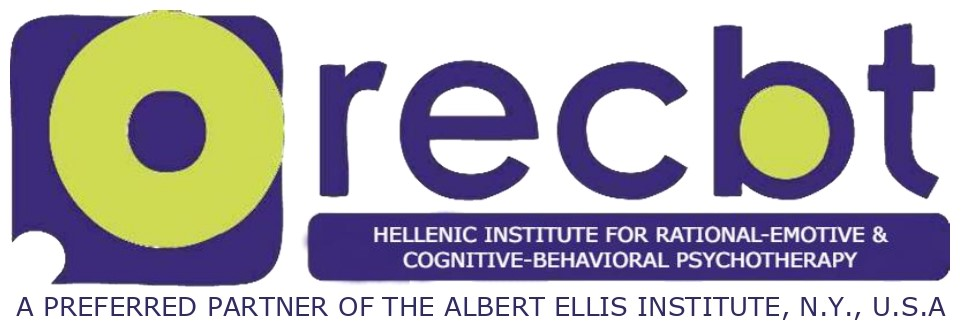 recbt
HELLENIC INSTITUTE FOR RATIONAL-EMOTIVE &
COGNITIVE-BEHAVIORAL PSYCHOTHERAPY
A PREFERRED PARTNER OF THE ALBERT ELLIS INSTITUTE, N.Y., U.S.A